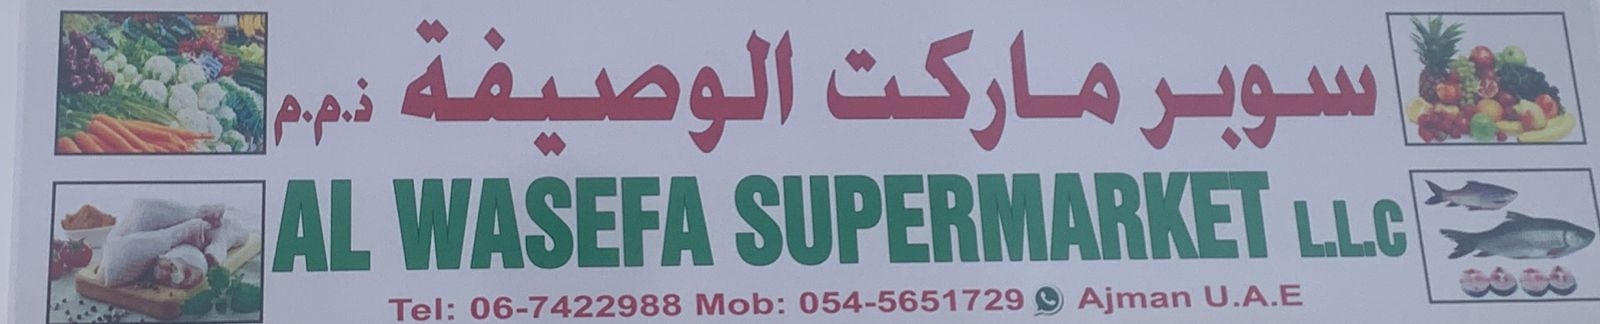 سوبر ماركت الوصيفة ذ.م.م
AL WASEFA SUPERMARKET L.L.C
Tel: 06-7422988 Mob: 054-5651729 Ajman U.A.E